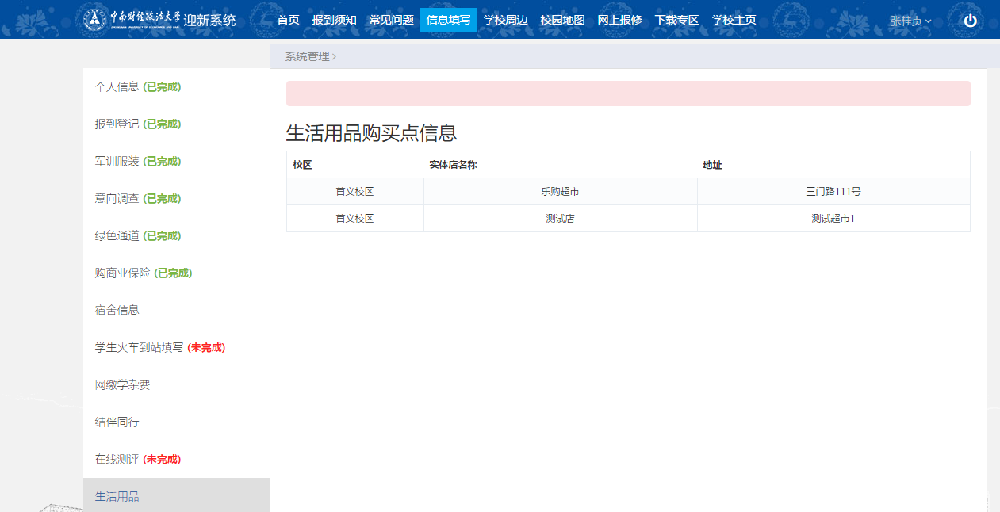 中南财经政法大学 迎新系统 首页 报到须知 常见问题 信息填写 学校周边 校园地图 网上报修 下载专区 学校主页 张桂贞
系统管理 >
个人信息 (已完成)
报到登记 (已完成)
军训服装 (已完成)
意向调查 (已完成)
绿色通道 (已完成)
购商业保险 (已完成)
宿舍信息
学生火车到站填写 (未完成)
网缴学杂费
结伴同行
在线测评 (未完成)
生活用品
生活用品购买点信息
校区 实体店名称 地址
首义校区 乐购超市 三门路111号
首义校区 测试店 测试超市1